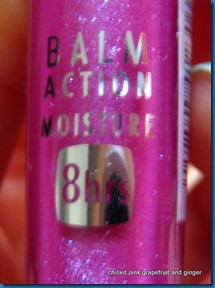 BALM
ACTION
MOISTURE
8hrs
chilled pink grapefruit and ginger